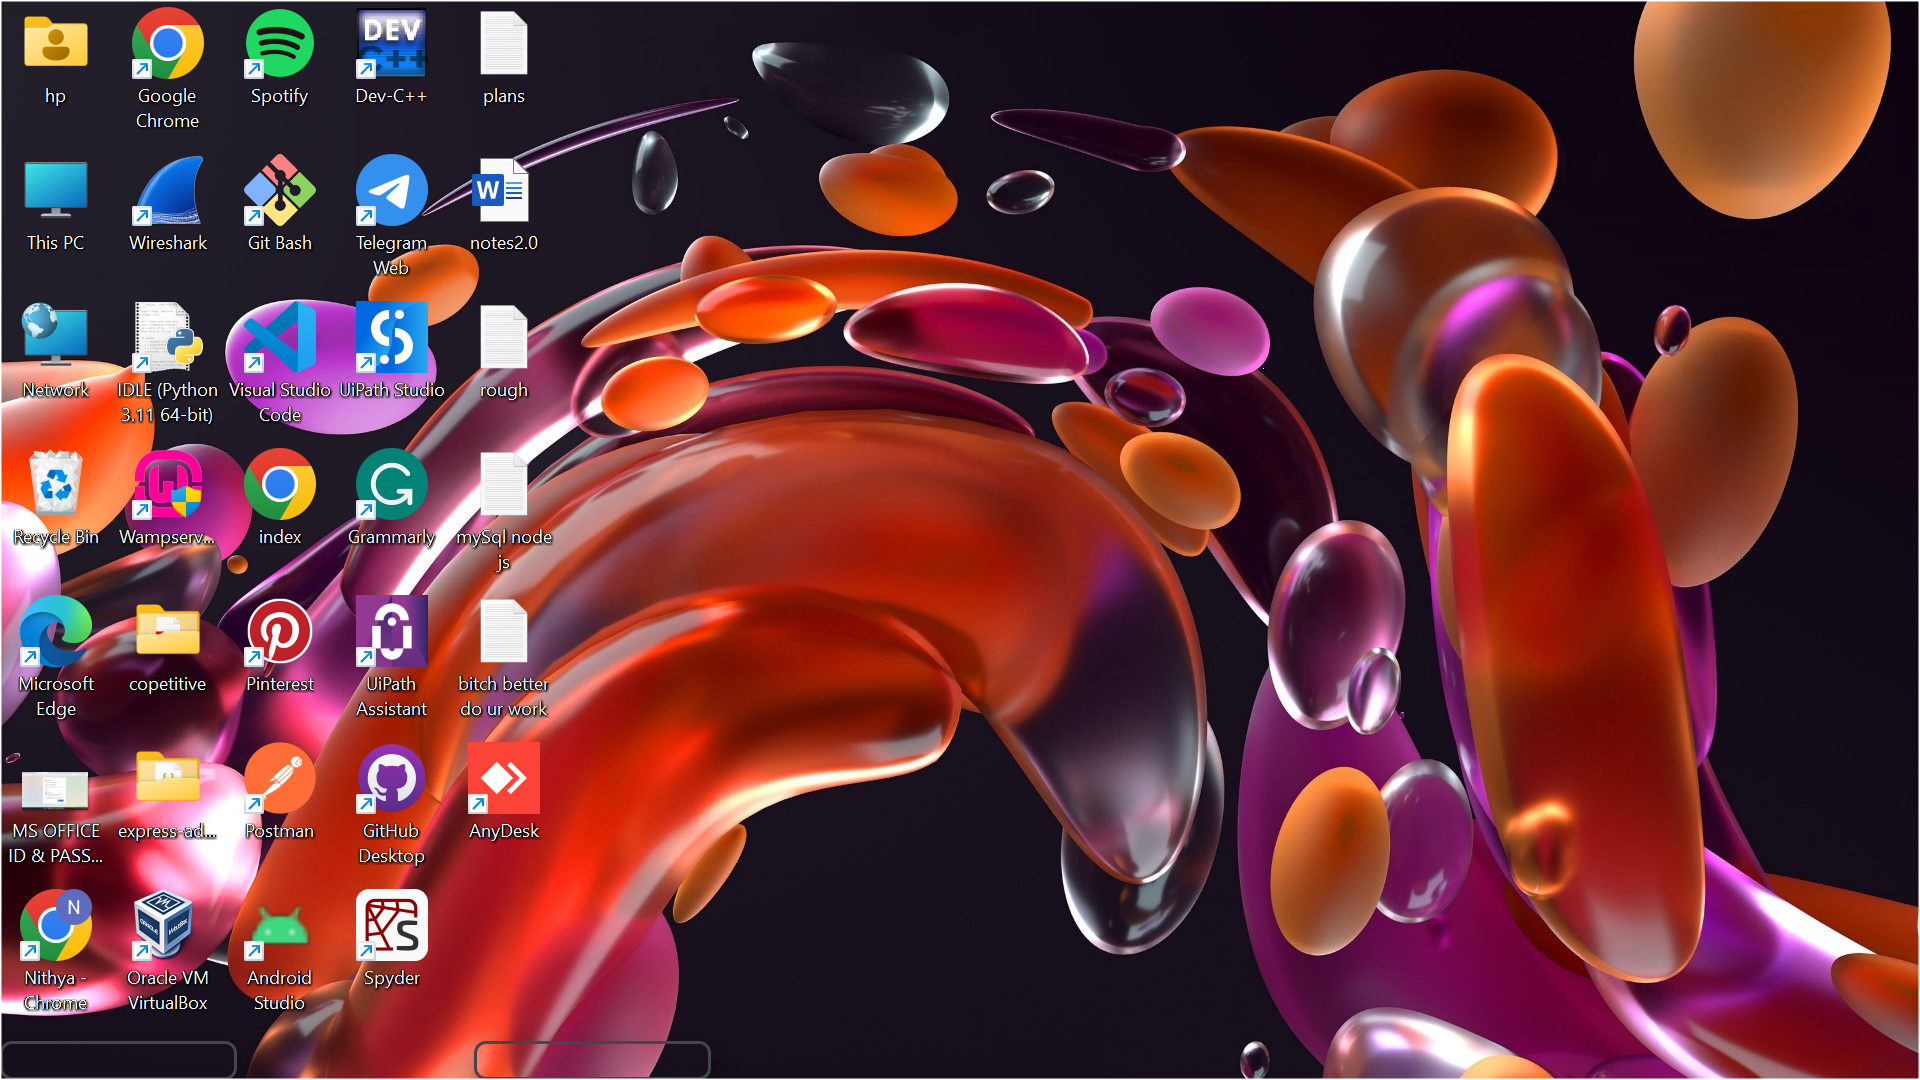 hp
Google
Chrome
Spotify
DEV
C++
Dev-C++
plans
This PC
Wireshark
Git Bash
Telegram
Web
W
notes2.0
Network
IDLE (Python
3.11 64-bit)
Visual Studio
Code
UiPath Studio
rough
Recycle Bin
Wampserv...
index
Grammarly
mySql node
js
Microsoft
Edge
copetitive
Pinterest
UiPath
Assistant
bitch better
do ur work
MS OFFICE
ID & PASS...
express-ad...
Postman
GitHub
Desktop
AnyDesk
N
Nithya -
Chrome
Oracle VM
VirtualBox
Android
Studio
S
Spyder